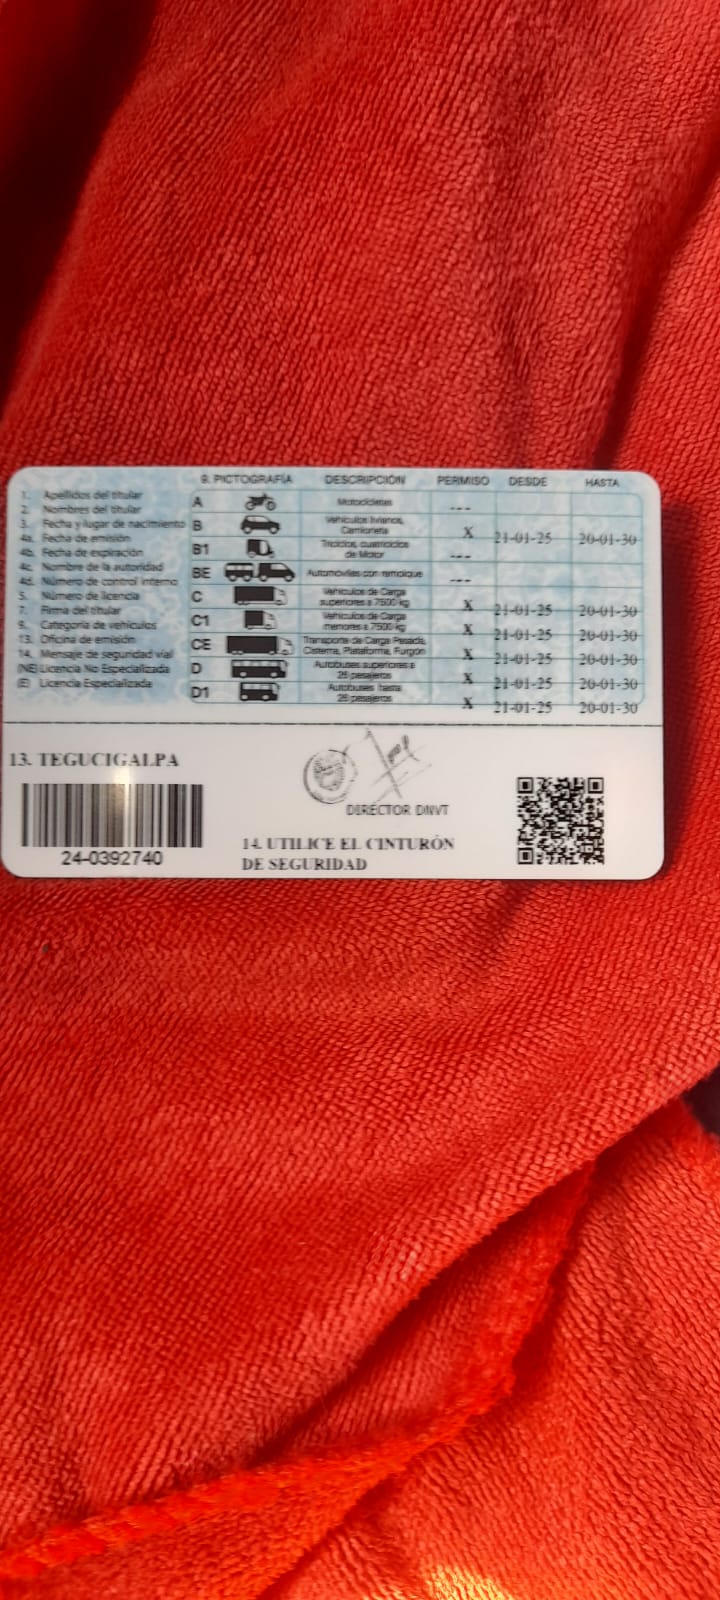 1. Apellidos del titular
2. Nombres del titular
3. Fecha y lugar de nacimiento
4a. Fecha de emisión
4b. Fecha de expiración
4c. Nombre de la autoridad
4d. Número de control interno
5. Número de licencia
7. Firma del titular
9. Categoría de vehículos
13. Oficina de emisión
14. Mensaje de seguridad vial
(NE) Licencia No Especializada
(E) Licencia Especializada
9. PICTOGRAFÍA DESCRIPCIÓN PERMISO DESDE HASTA
A Motocicletas ---
B Vehículos livianos, Camioneta X 21-01-25 20-01-30
B1 Triciclos, cuatriciclos de Motor ---
BE Automóviles con remolque ---
C Vehículos de Carga superiores a 7500 kg X 21-01-25 20-01-30
C1 Vehículos de Carga menores a 7500 kg X 21-01-25 20-01-30
CE Transporte de Carga Pesada, Cisterna, Plataforma, Furgón X 21-01-25 20-01-30
D Autobuses superiores a 25 pasajeros X 21-01-25 20-01-30
D1 Autobuses hasta 25 pasajeros X 21-01-25 20-01-30
13. TEGUCIGALPA
24-0392740
DIRECTOR DNVT
14. UTILICE EL CINTURÓN
DE SEGURIDAD